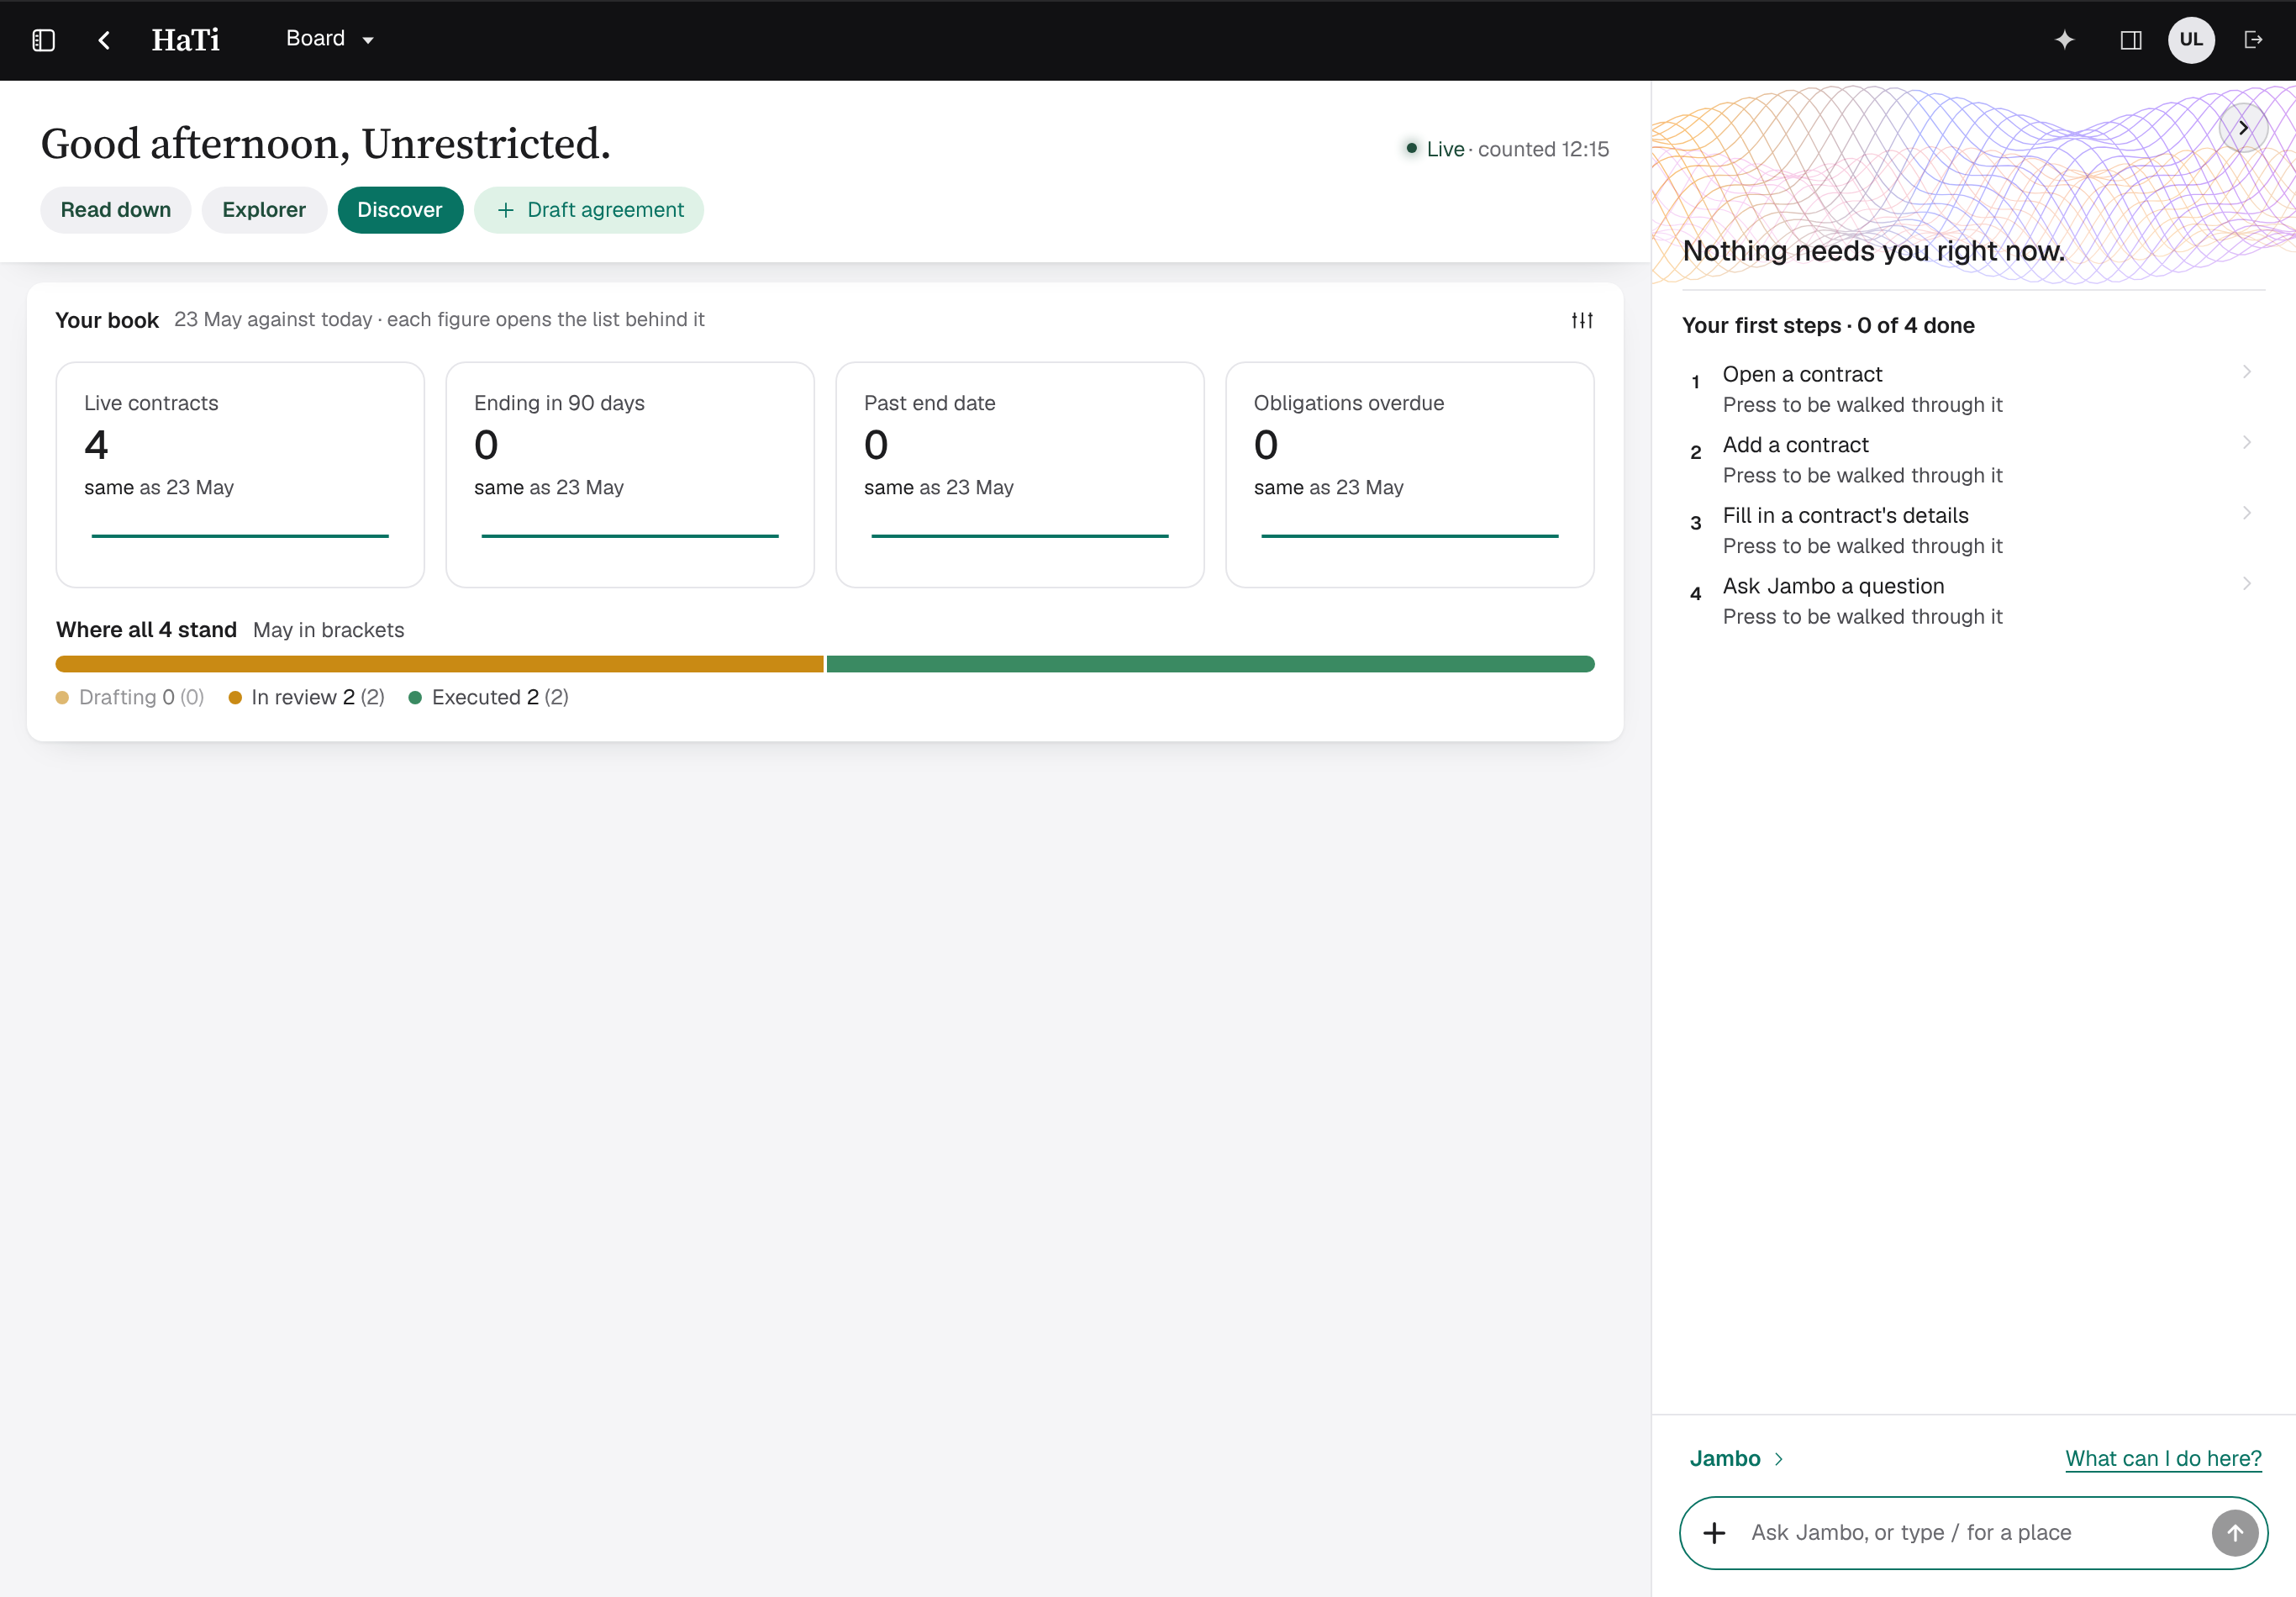 HaTi
Board
UL
Good afternoon, Unrestricted.
Live · counted 12:15
Read down
Explorer
Discover
+ Draft agreement
Your book 23 May against today · each figure opens the list behind it
Live contracts
4
same as 23 May
Ending in 90 days
0
same as 23 May
Past end date
0
same as 23 May
Obligations overdue
0
same as 23 May
Where all 4 stand May in brackets
Drafting 0 (0) In review 2 (2) Executed 2 (2)
Nothing needs you right now.
Your first steps · 0 of 4 done
1 Open a contract
Press to be walked through it
2 Add a contract
Press to be walked through it
3 Fill in a contract's details
Press to be walked through it
4 Ask Jambo a question
Press to be walked through it
Jambo
What can I do here?
Ask Jambo, or type / for a place